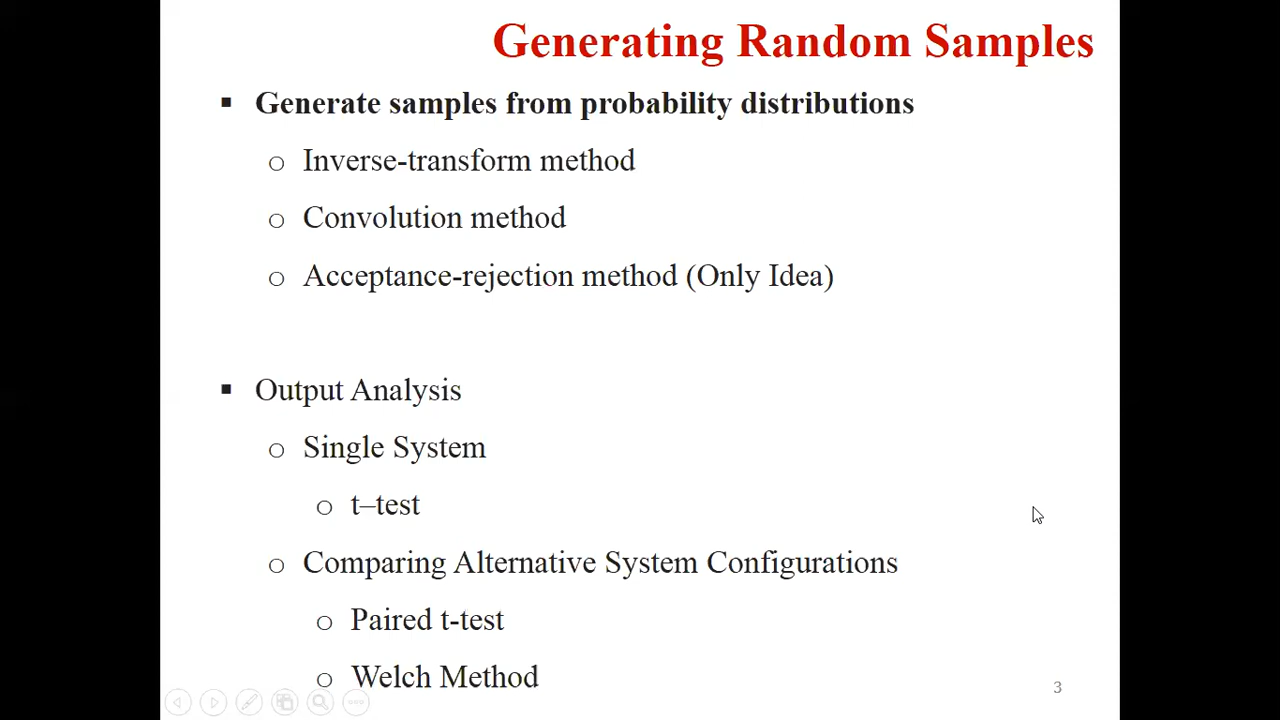 Generating Random Samples
▪ Generate samples from probability distributions
o Inverse-transform method
o Convolution method
o Acceptance-rejection method (Only Idea)
▪ Output Analysis
o Single System
o t–test
o Comparing Alternative System Configurations
o Paired t-test
o Welch Method
3